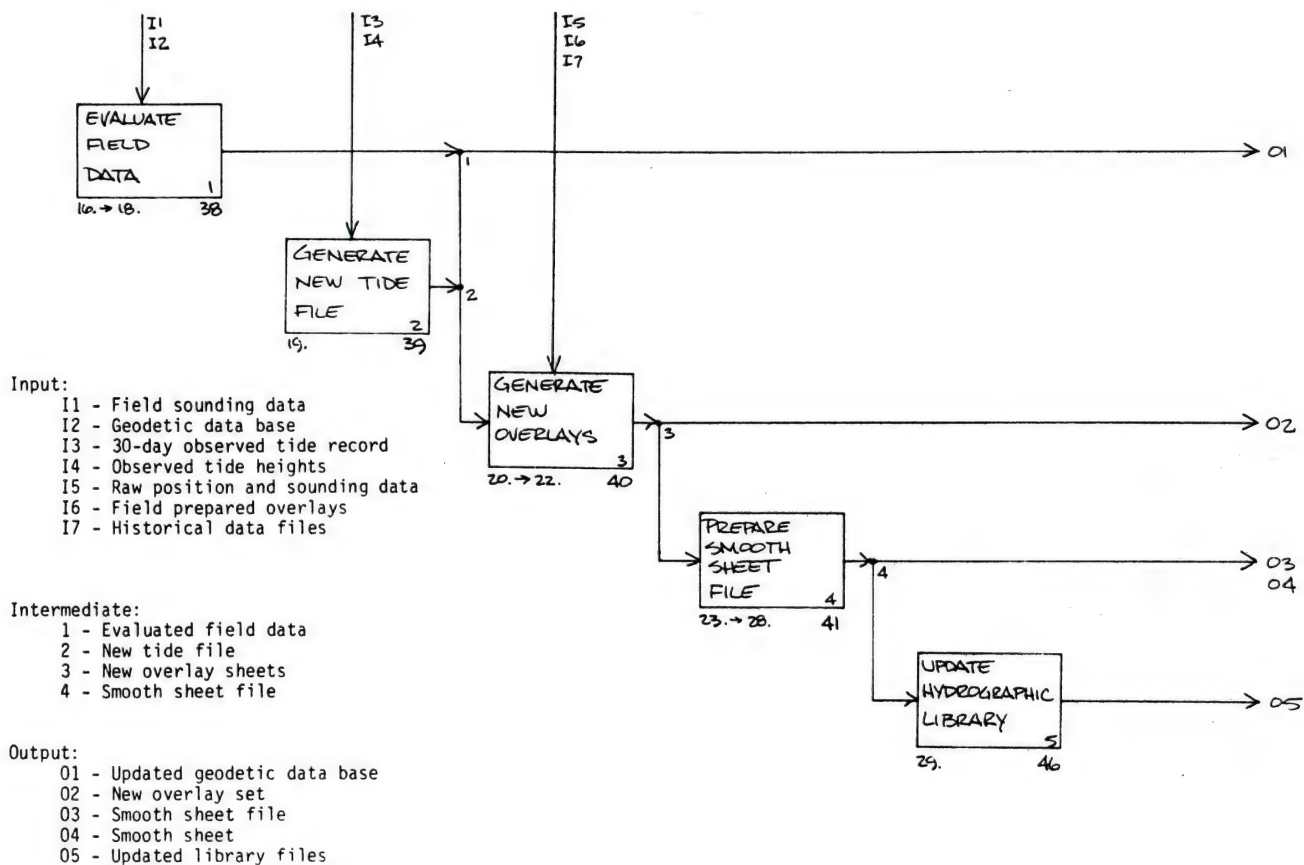 I1
I2
I3
I4
I5
I6
I7
EVALUATE
FIELD
DATA
1
16.→18. 38
1
O1
GENERATE
NEW TIDE
FILE
2
19. 39
2
GENERATE
NEW
OVERLAYS
3
20.→22. 40
3
O2
PREPARE
SMOOTH
SHEET
FILE
4
23.→28. 41
4
O3
O4
UPDATE
HYDROGRAPHIC
LIBRARY
5
29. 46
O5
Input:
I1 - Field sounding data
I2 - Geodetic data base
I3 - 30-day observed tide record
I4 - Observed tide heights
I5 - Raw position and sounding data
I6 - Field prepared overlays
I7 - Historical data files
Intermediate:
1 - Evaluated field data
2 - New tide file
3 - New overlay sheets
4 - Smooth sheet file
Output:
O1 - Updated geodetic data base
O2 - New overlay set
O3 - Smooth sheet file
O4 - Smooth sheet
O5 - Updated library files